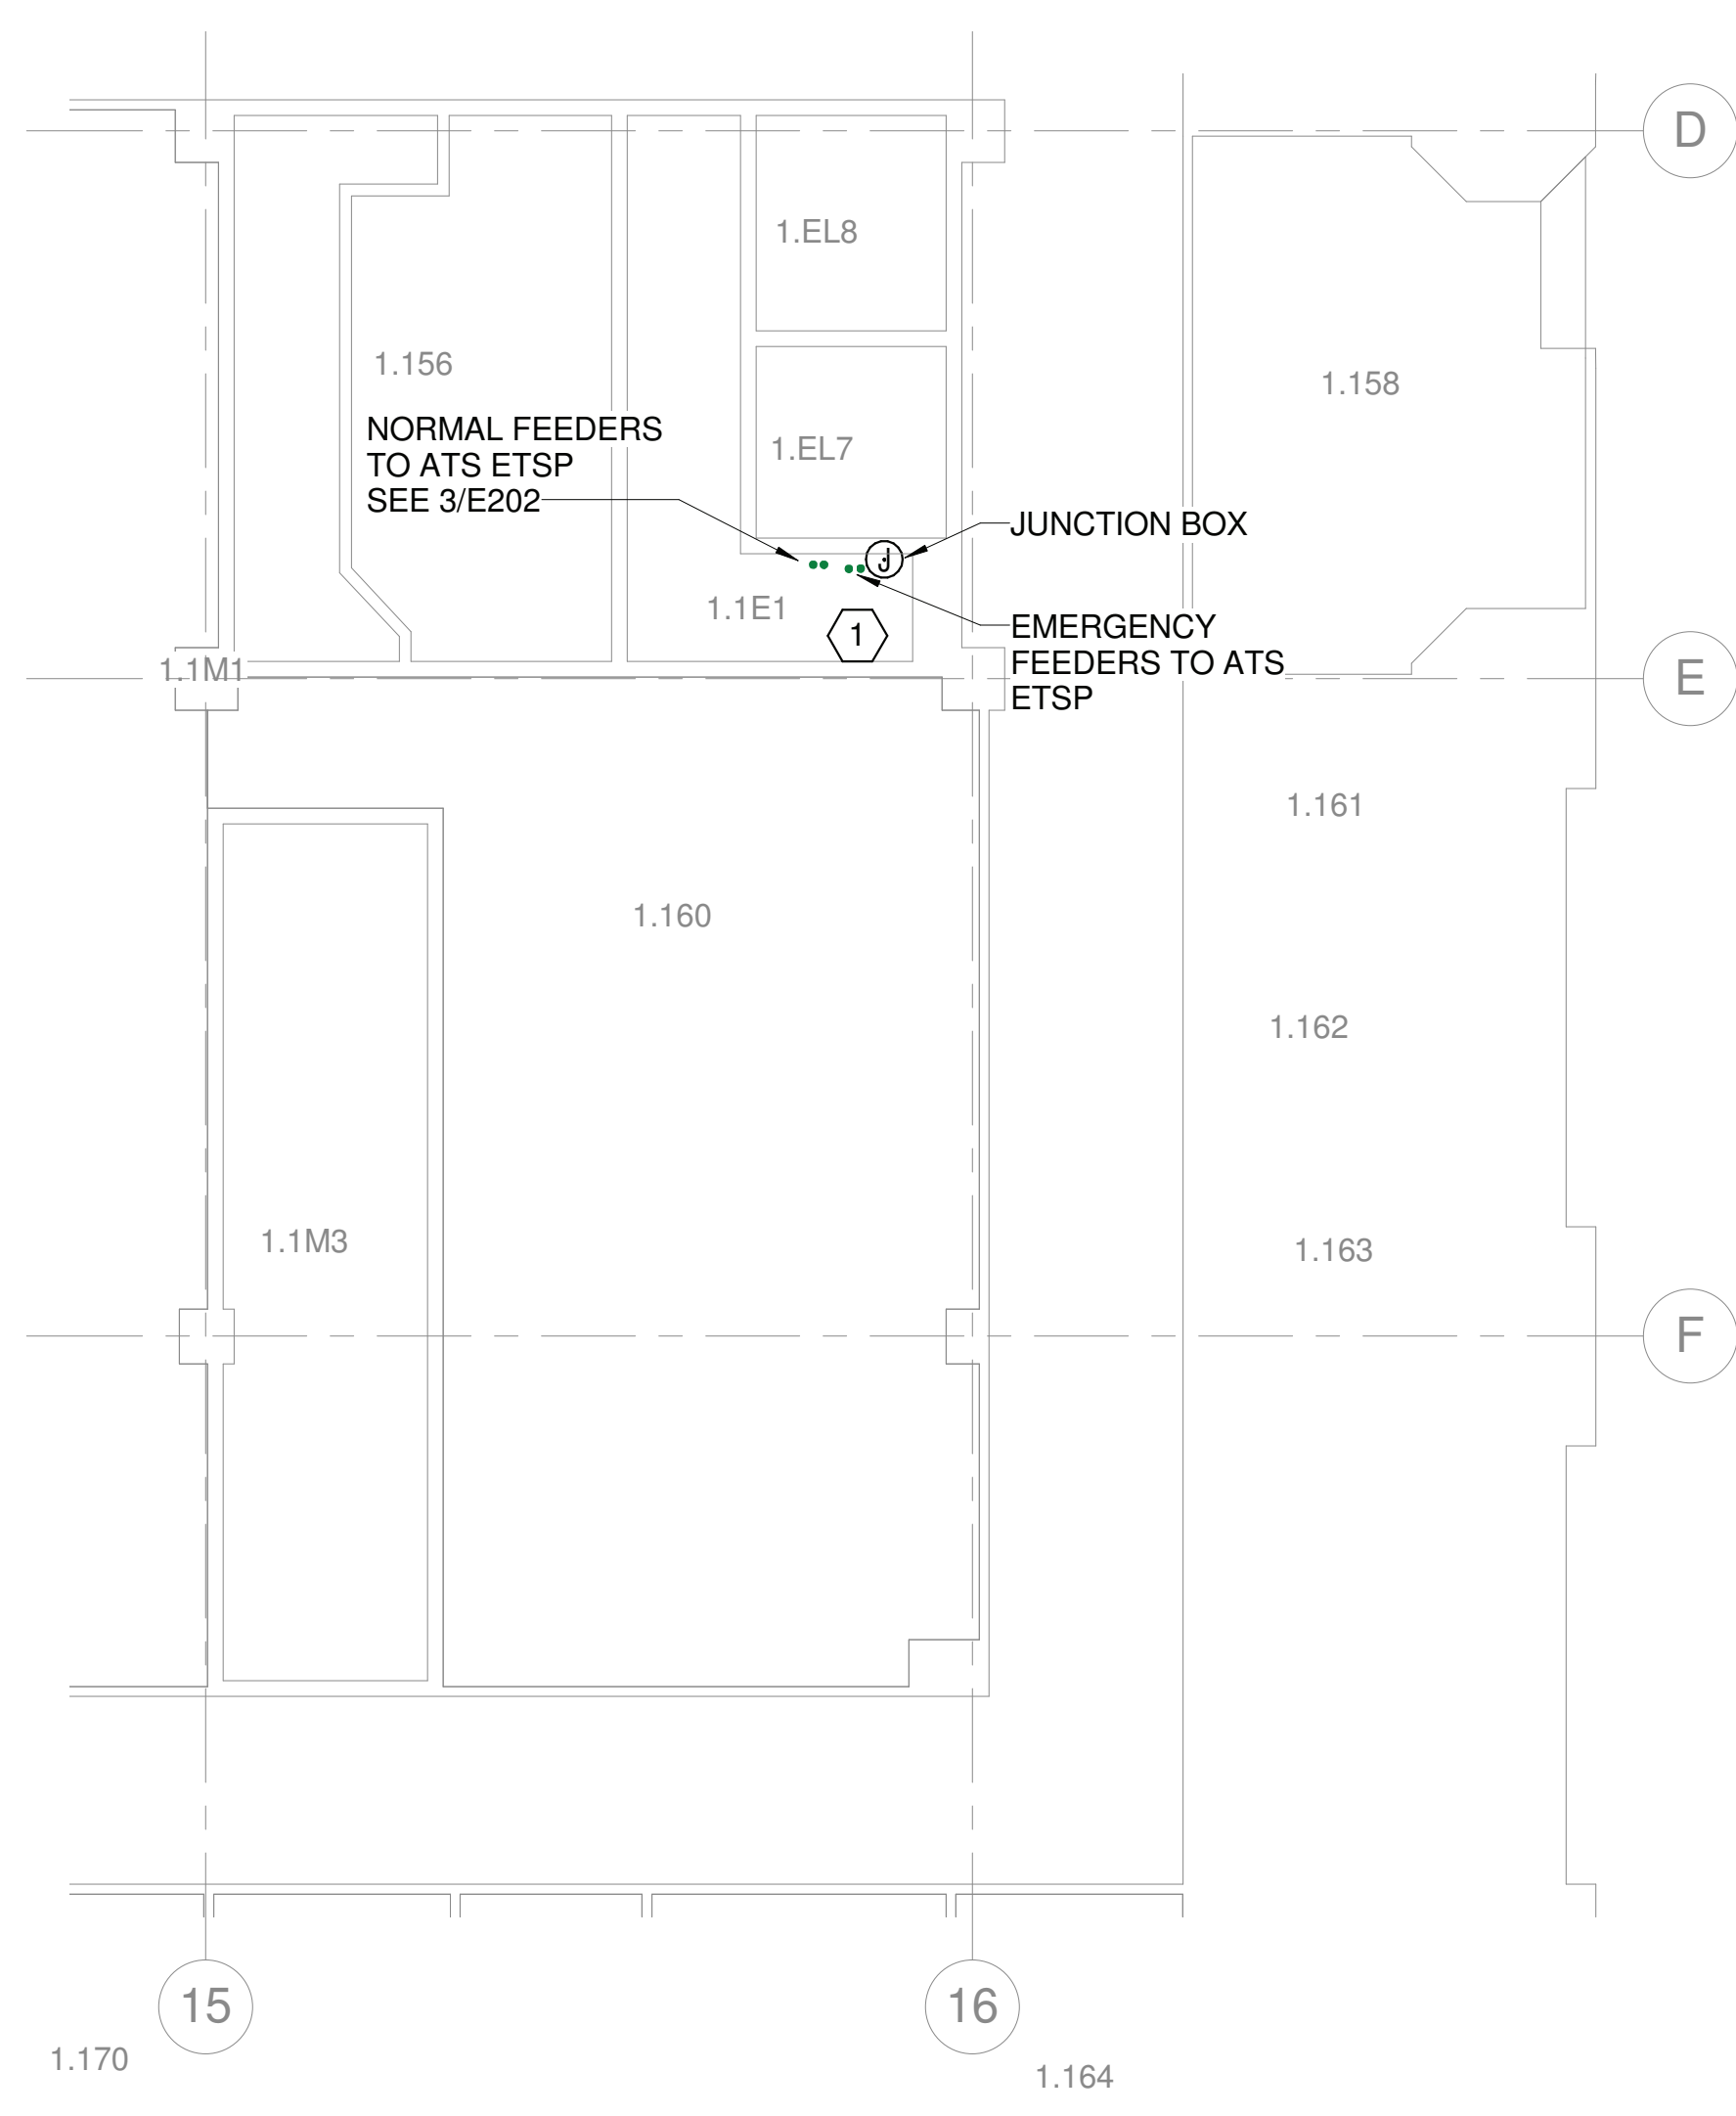 D
1.EL8
1.156
1.158
NORMAL FEEDERS
TO ATS ETSP
SEE 3/E202
1.EL7
JUNCTION BOX
J
1.1E1
1
EMERGENCY
FEEDERS TO ATS
ETSP
1.1M1
E
1.161
1.160
1.162
1.1M3
1.163
F
15
16
1.170
1.164